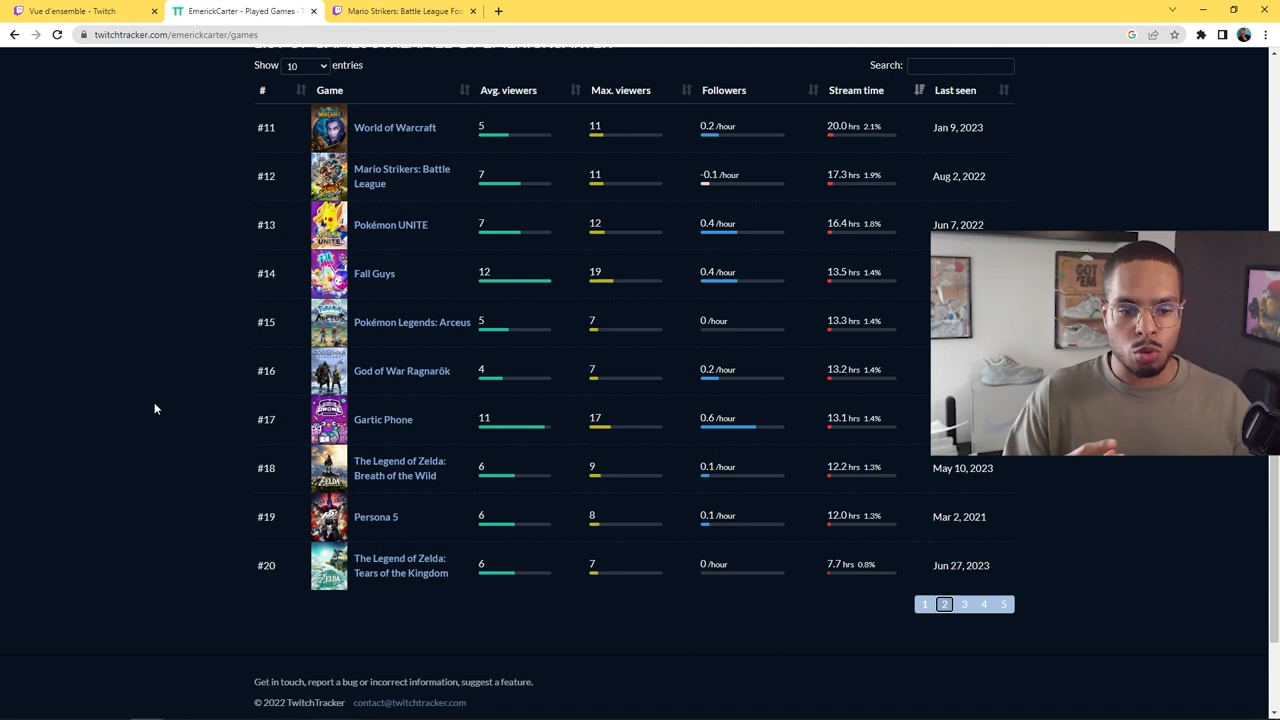 Vue d'ensemble - Twitch
EmerickCarter - Played Games · T
Mario Strikers: Battle League Foo
twitchtracker.com/emerickcarter/games
LIST OF GAMES STREAMED BY EMERICKCARTER
Show 10 entries
Search:
# Game Avg. viewers Max. viewers Followers Stream time Last seen
#11 World of Warcraft 5 11 0.2 /hour 20.0 hrs 2.1% Jan 9, 2023
#12 Mario Strikers: Battle League 7 11 -0.1 /hour 17.3 hrs 1.9% Aug 2, 2022
#13 Pokémon UNITE 7 12 0.4 /hour 16.4 hrs 1.8% Jun 7, 2022
#14 Fall Guys 12 19 0.4 /hour 13.5 hrs 1.4%
#15 Pokémon Legends: Arceus 5 7 0 /hour 13.3 hrs 1.4%
#16 God of War Ragnarök 4 7 0.2 /hour 13.2 hrs 1.4%
#17 Gartic Phone 11 17 0.6 /hour 13.1 hrs 1.4%
#18 The Legend of Zelda: Breath of the Wild 6 9 0.1 /hour 12.2 hrs 1.3% May 10, 2023
#19 Persona 5 6 8 0.1 /hour 12.0 hrs 1.3% Mar 2, 2021
#20 The Legend of Zelda: Tears of the Kingdom 6 7 0 /hour 7.7 hrs 0.8% Jun 27, 2023
1 2 3 4 5
Get in touch, report a bug or incorrect information, suggest a feature.
© 2022 TwitchTracker contact@twitchtracker.com
GOT
'EM